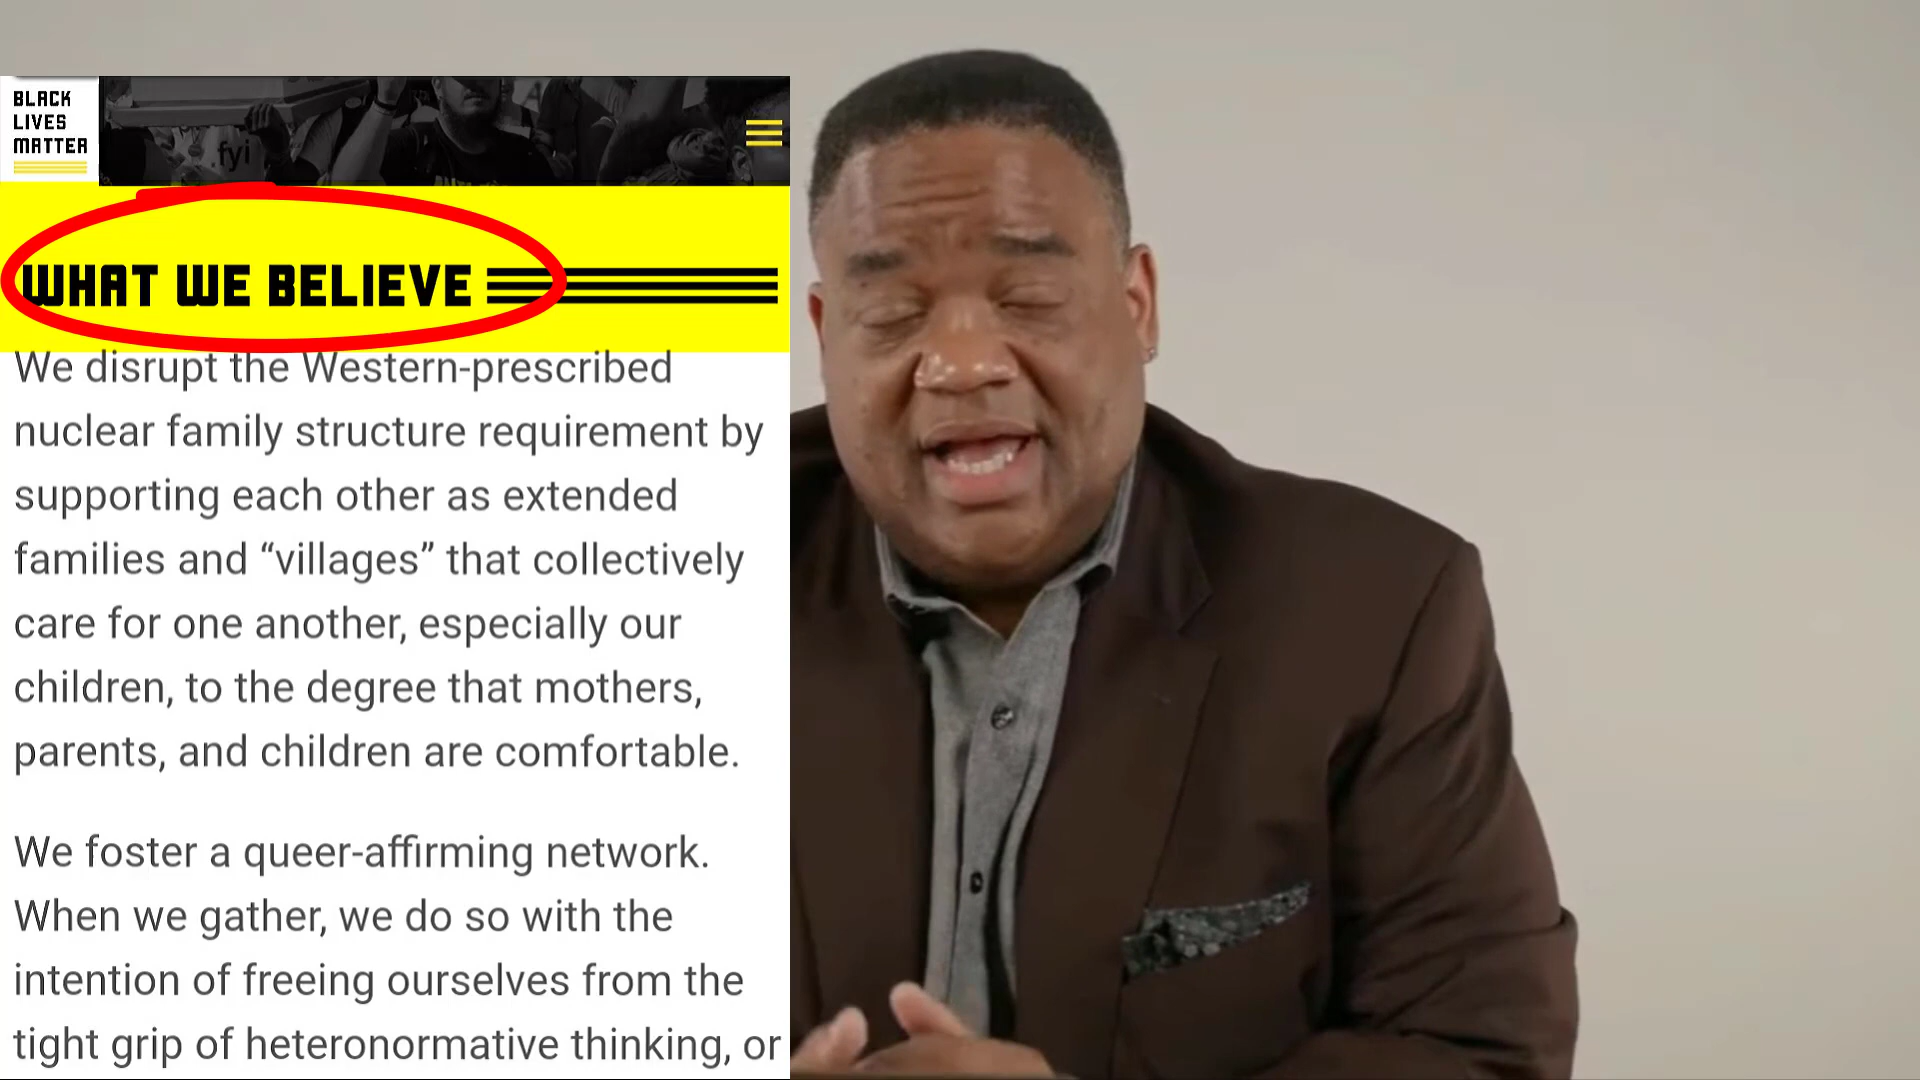 BLACK
LIVES
MATTER
.fyi
WHAT WE BELIEVE
We disrupt the Western-prescribed
nuclear family structure requirement by
supporting each other as extended
families and “villages” that collectively
care for one another, especially our
children, to the degree that mothers,
parents, and children are comfortable.
We foster a queer-affirming network.
When we gather, we do so with the
intention of freeing ourselves from the
tight grip of heteronormative thinking, or